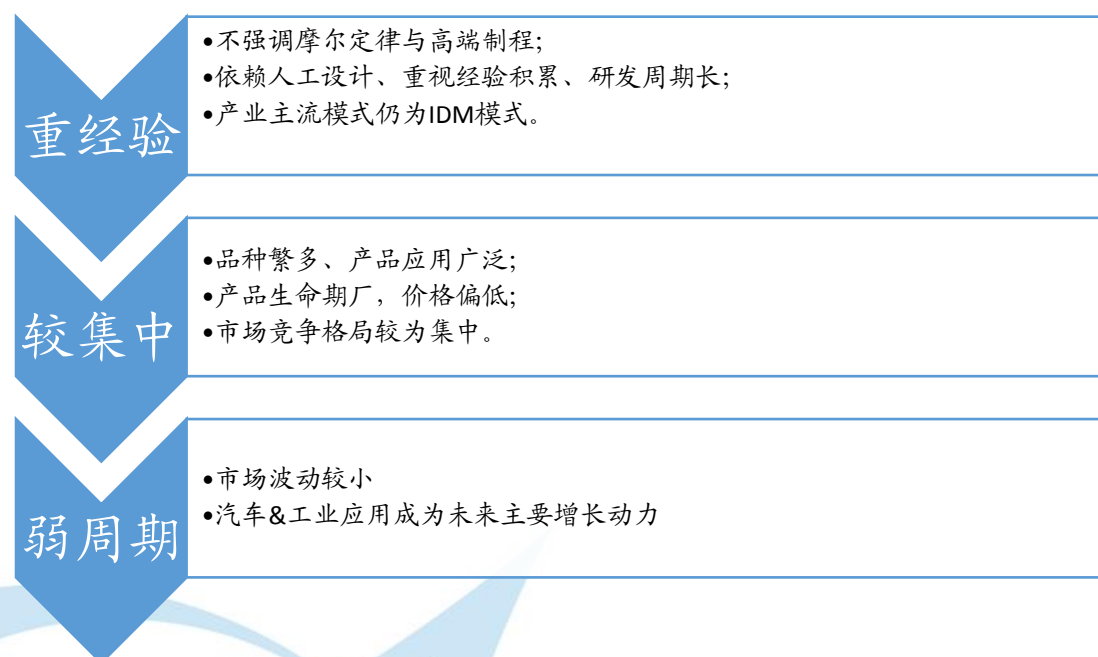 重经验
•不强调摩尔定律与高端制程;
•依赖人工设计、重视经验积累、研发周期长;
•产业主流模式仍为IDM模式。
较集中
•品种繁多、产品应用广泛;
•产品生命期厂，价格偏低;
•市场竞争格局较为集中。
弱周期
•市场波动较小
•汽车&工业应用成为未来主要增长动力